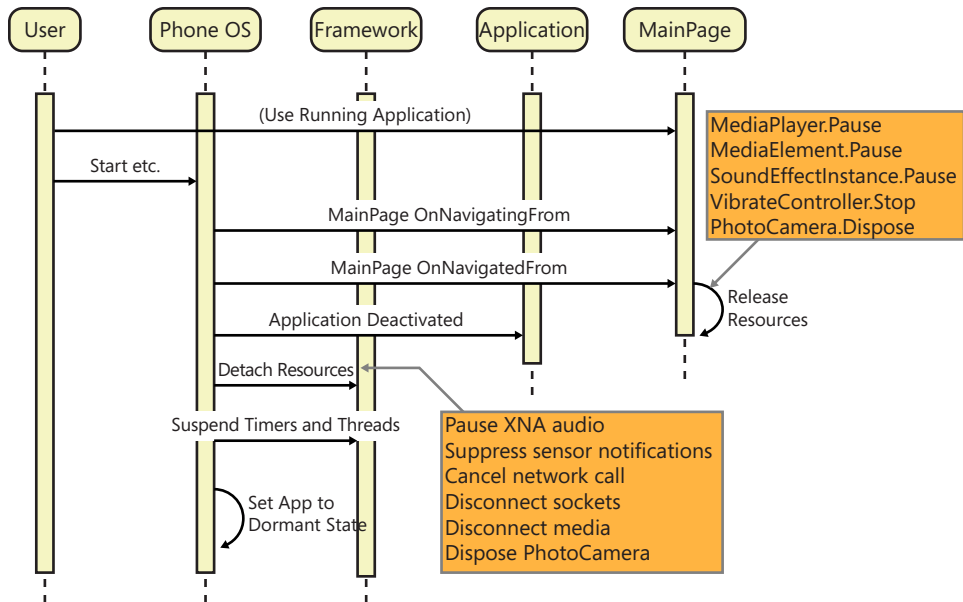 User
Phone OS
Framework
Application
MainPage
(Use Running Application)
MediaPlayer.Pause
MediaElement.Pause
SoundEffectInstance.Pause
VibrateController.Stop
PhotoCamera.Dispose
Start etc.
MainPage OnNavigatingFrom
MainPage OnNavigatedFrom
Release
Resources
Application Deactivated
Detach Resources
Suspend Timers and Threads
Pause XNA audio
Suppress sensor notifications
Cancel network call
Disconnect sockets
Disconnect media
Dispose PhotoCamera
Set App to
Dormant State